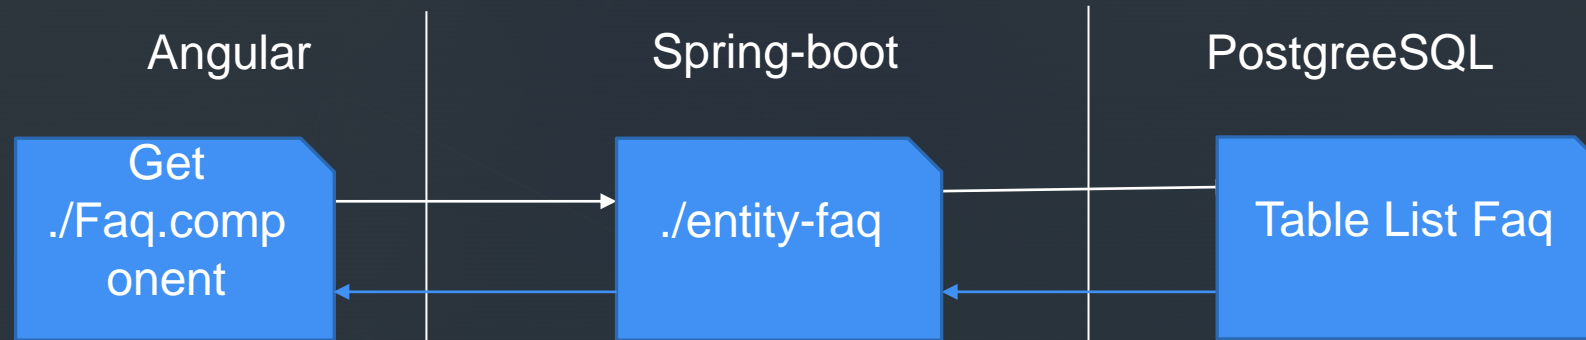 Angular
Spring-boot
PostgreeSQL
Get
./Faq.comp
onent
./entity-faq
Table List Faq